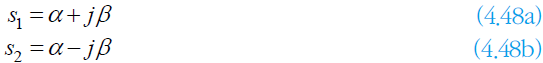 s₁ = α + jβ (4.48a)
s₂ = α − jβ (4.48b)